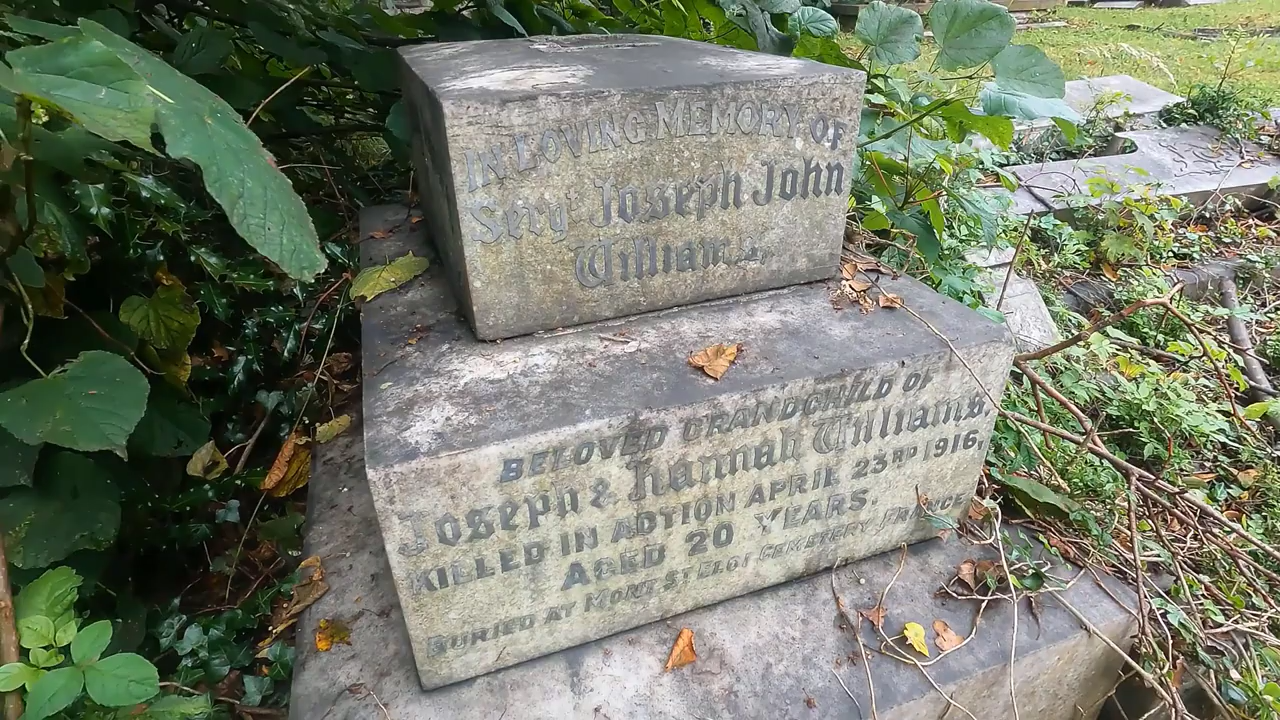 IN LOVING MEMORY OF
Sergt Joseph John
Williams.
BELOVED GRANDCHILD OF
Joseph & Hannah Williams.
KILLED IN ACTION APRIL 23RD 1916,
AGED 20 YEARS.
BURIED AT MONT ST ELOI CEMETERY, FRANCE